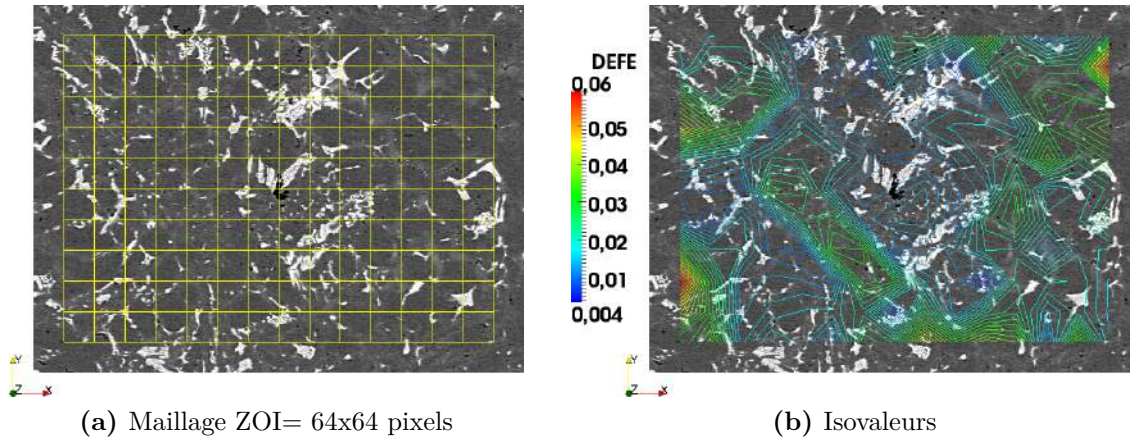 DEFE
0,06
0,05
0,04
0,03
0,02
0,01
0,004
Y
Z
X
Y
Z
X
(a) Maillage ZOI= 64x64 pixels
(b) Isovaleurs